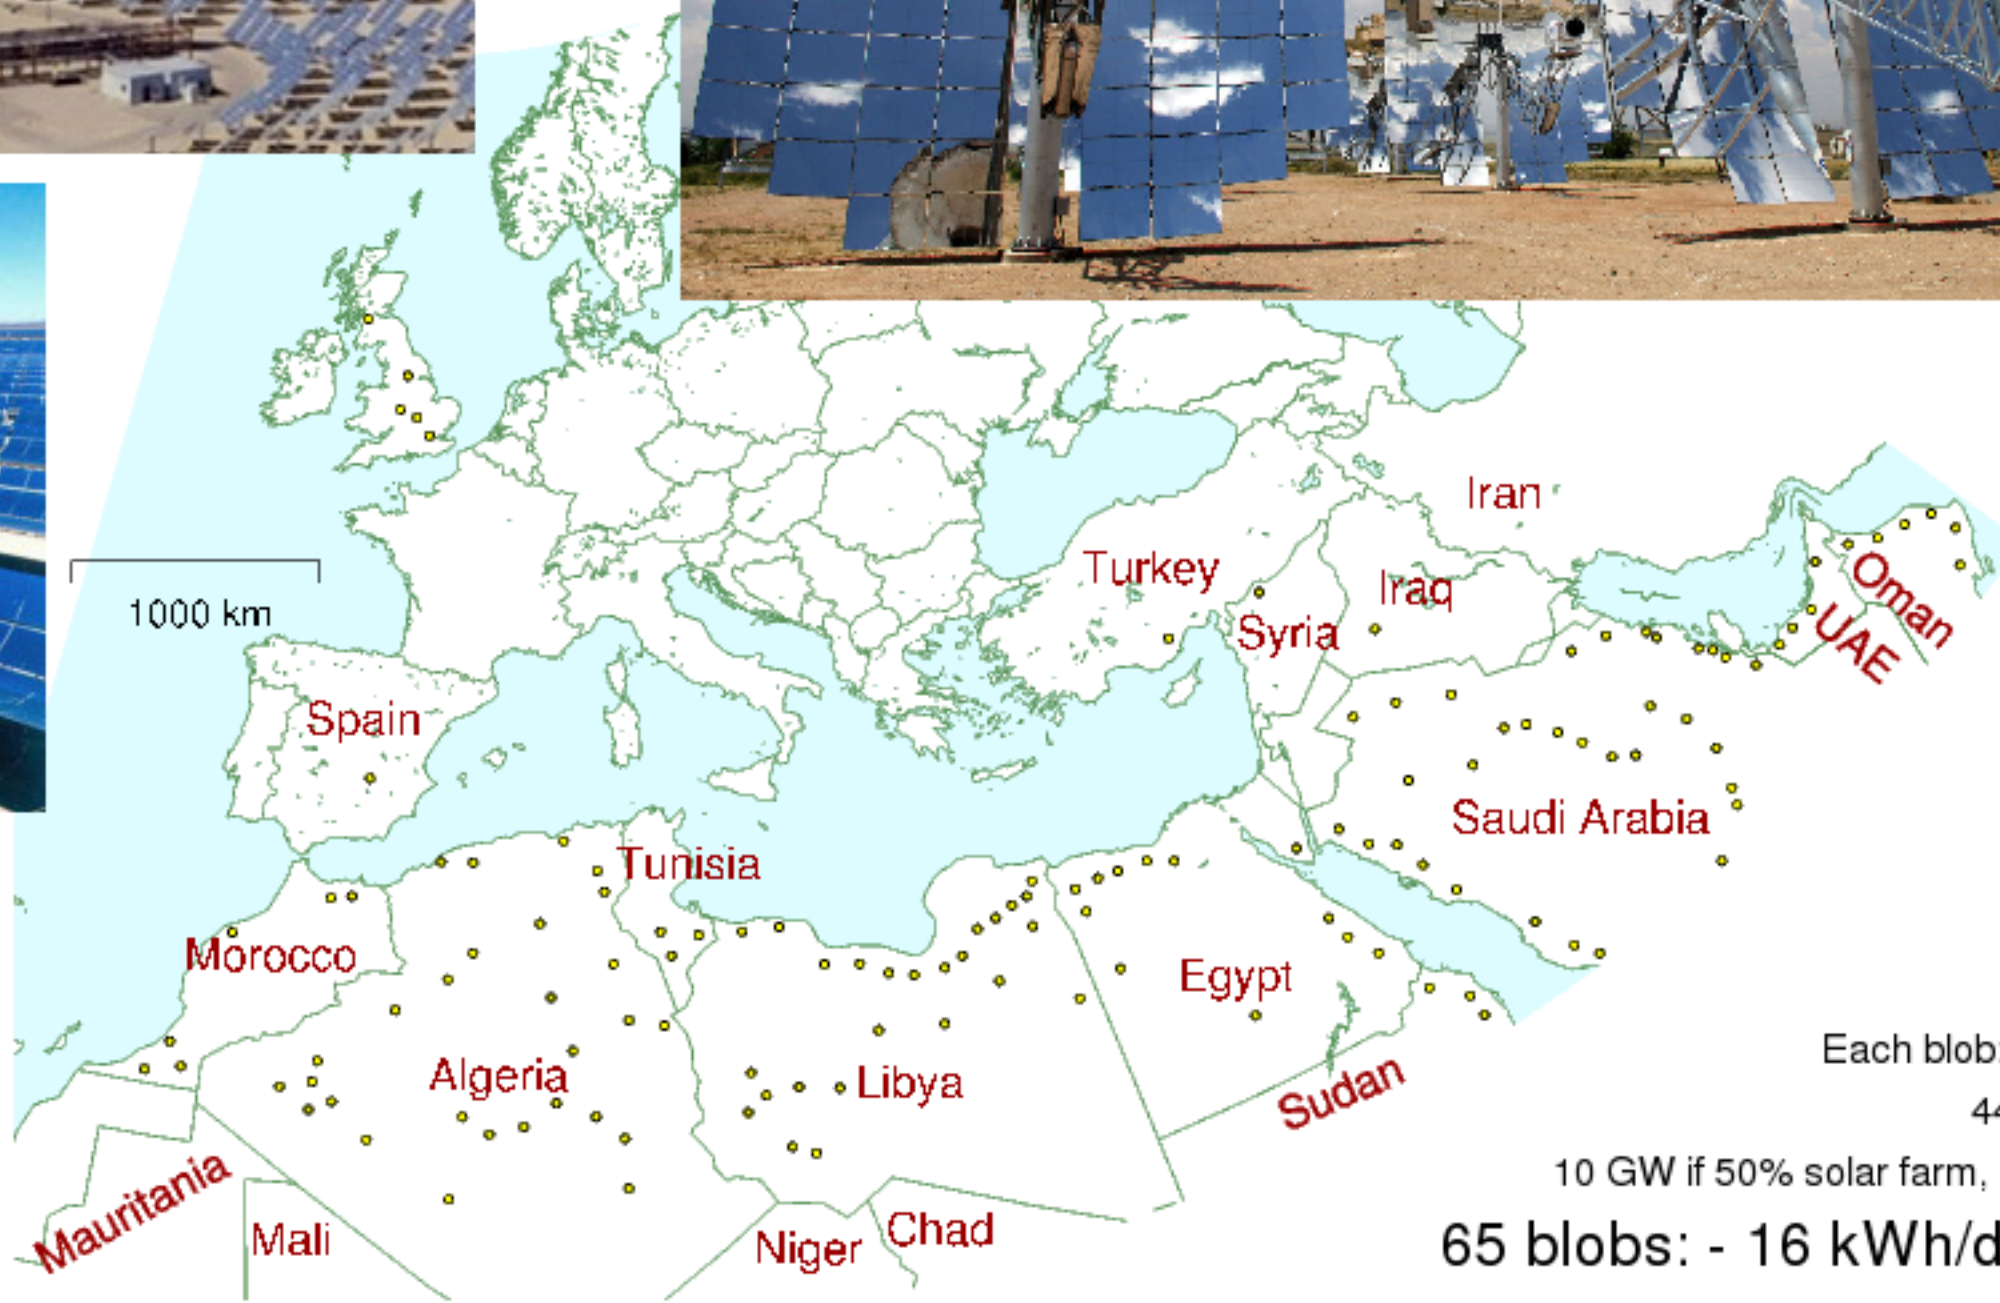 Iran
Turkey
Iraq
Oman
1000 km
Syria
UAE
Spain
Saudi Arabia
Tunisia
Morocco
Egypt
Each blob:
Algeria
Libya
Sudan
44
10 GW if 50% solar farm,
Mauritania
Mali
Niger
Chad
65 blobs: - 16 kWh/d